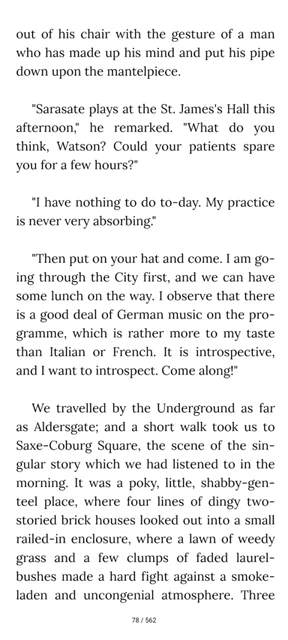 out of his chair with the gesture of a man
who has made up his mind and put his pipe
down upon the mantelpiece.
"Sarasate plays at the St. James's Hall this
afternoon," he remarked. "What do you
think, Watson? Could your patients spare
you for a few hours?"
"I have nothing to do to-day. My practice
is never very absorbing."
"Then put on your hat and come. I am go-
ing through the City first, and we can have
some lunch on the way. I observe that there
is a good deal of German music on the pro-
gramme, which is rather more to my taste
than Italian or French. It is introspective,
and I want to introspect. Come along!"
We travelled by the Underground as far
as Aldersgate; and a short walk took us to
Saxe-Coburg Square, the scene of the sin-
gular story which we had listened to in the
morning. It was a poky, little, shabby-gen-
teel place, where four lines of dingy two-
storied brick houses looked out into a small
railed-in enclosure, where a lawn of weedy
grass and a few clumps of faded laurel-
bushes made a hard fight against a smoke-
laden and uncongenial atmosphere. Three
78 / 562